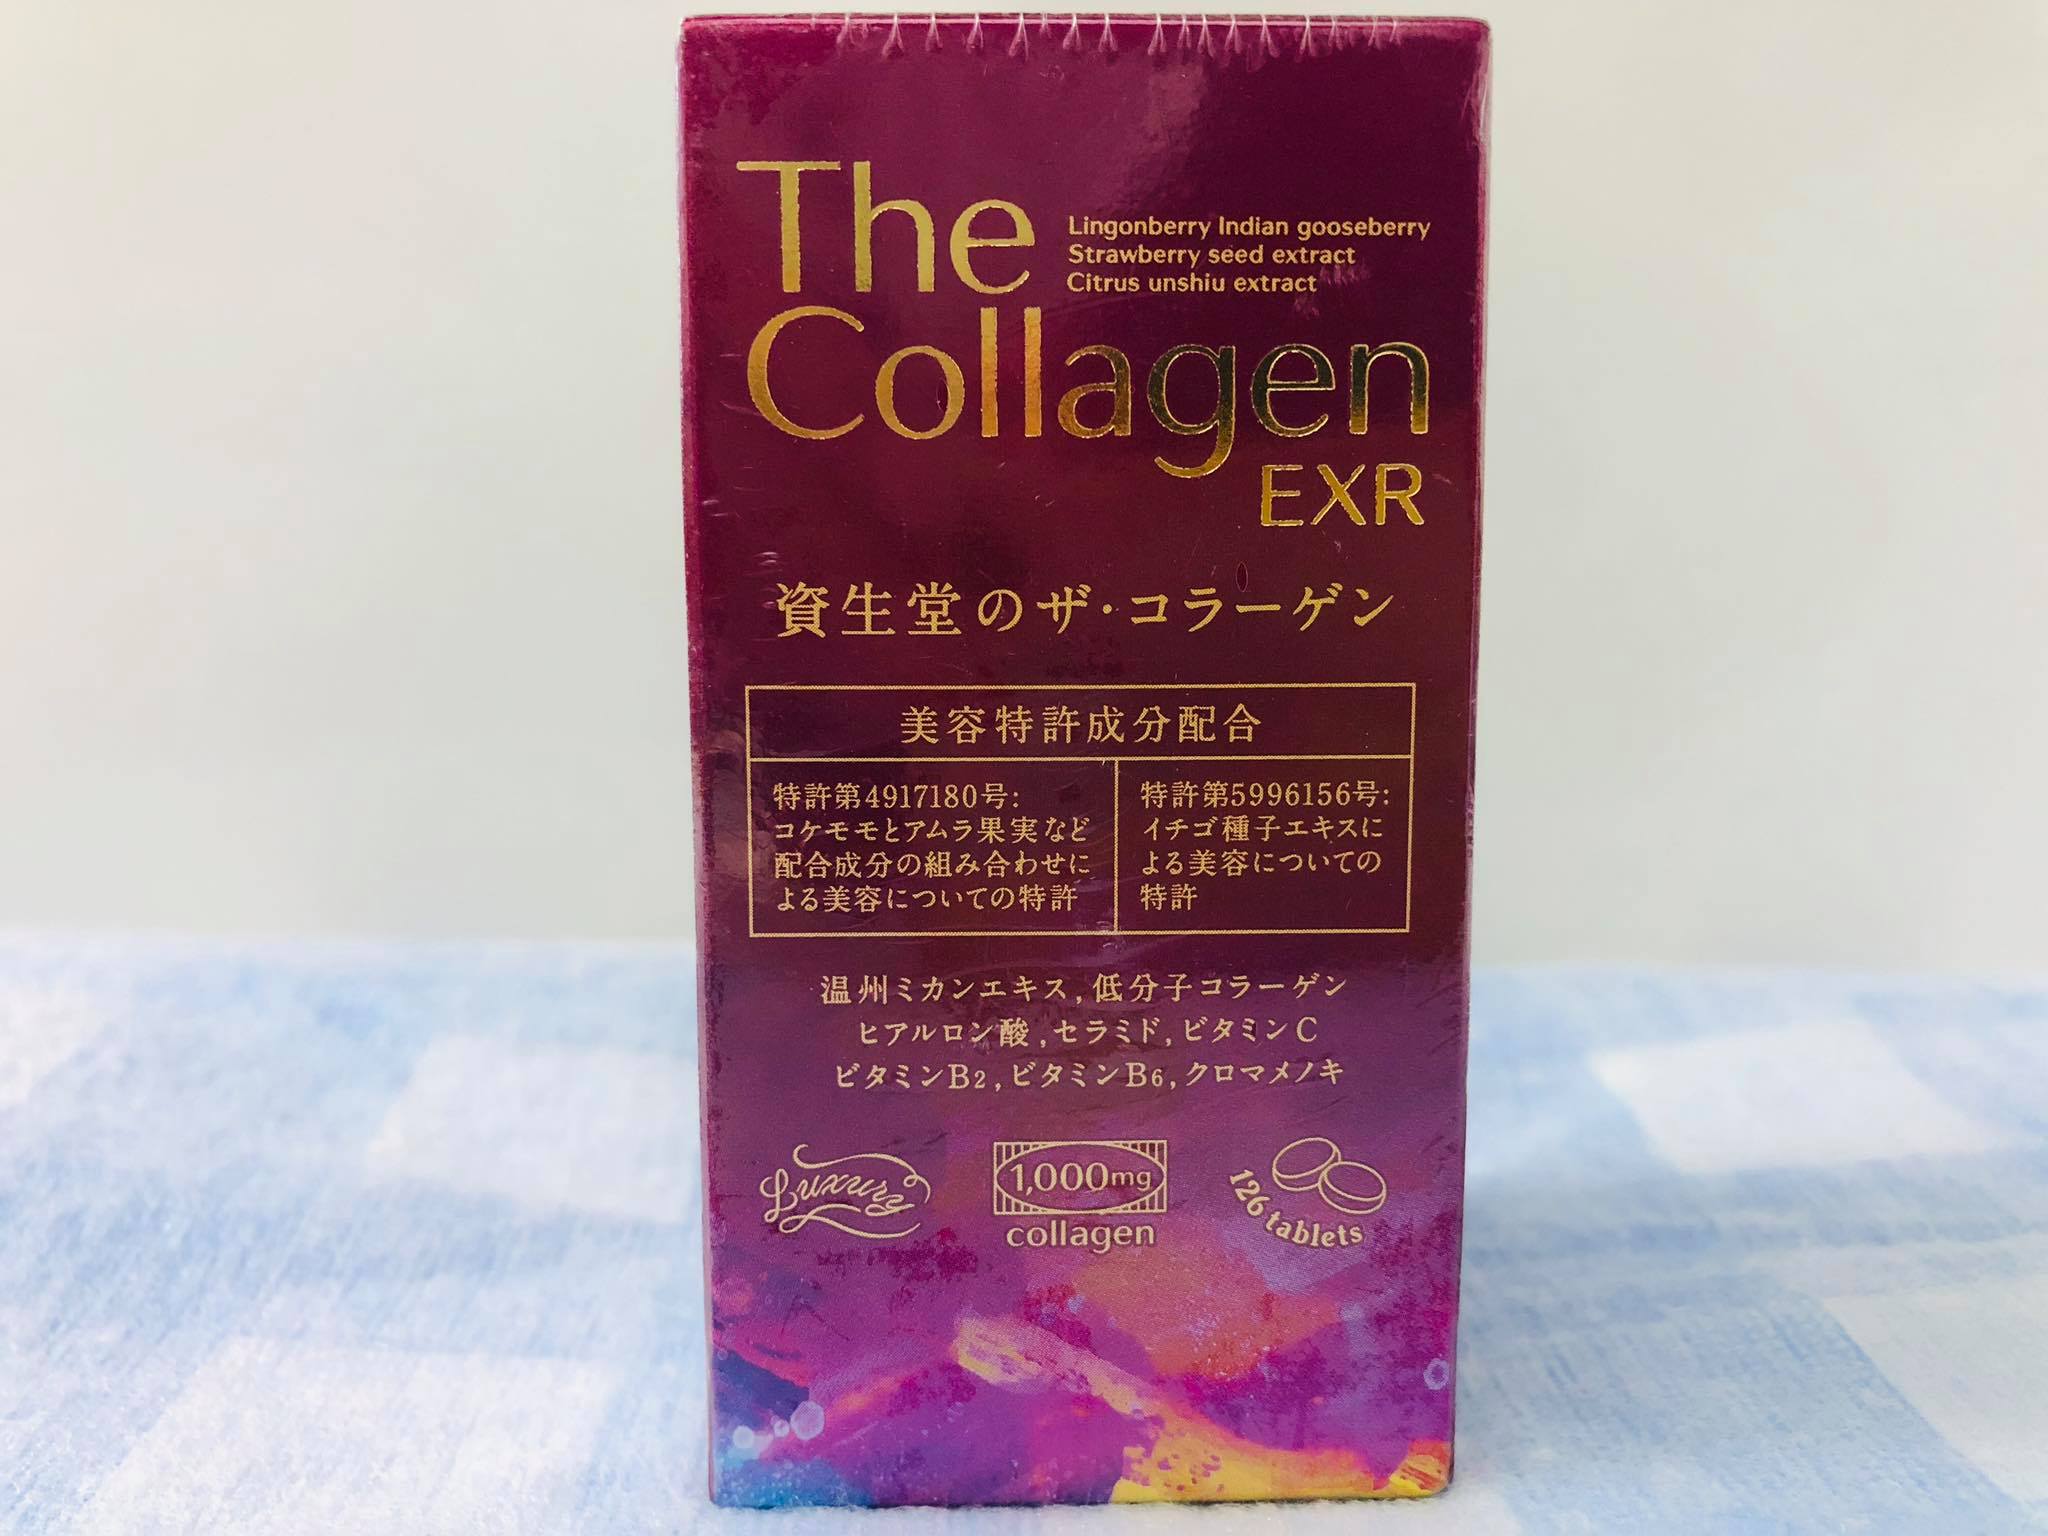 The
Lingonberry Indian gooseberry
Strawberry seed extract
Citrus unshiu extract
Collagen
EXR
資生堂のザ・コラーゲン
美容特許成分配合
特許第4917180号:
コケモモとアムラ果実など
配合成分の組み合わせに
よる美容についての特許
特許第5996156号:
イチゴ種子エキスに
よる美容についての
特許
温州ミカンエキス,低分子コラーゲン
ヒアルロン酸,セラミド,ビタミンC
ビタミンB2,ビタミンB6,クロマメノキ
Luxury
1,000mg
collagen
126 tablets